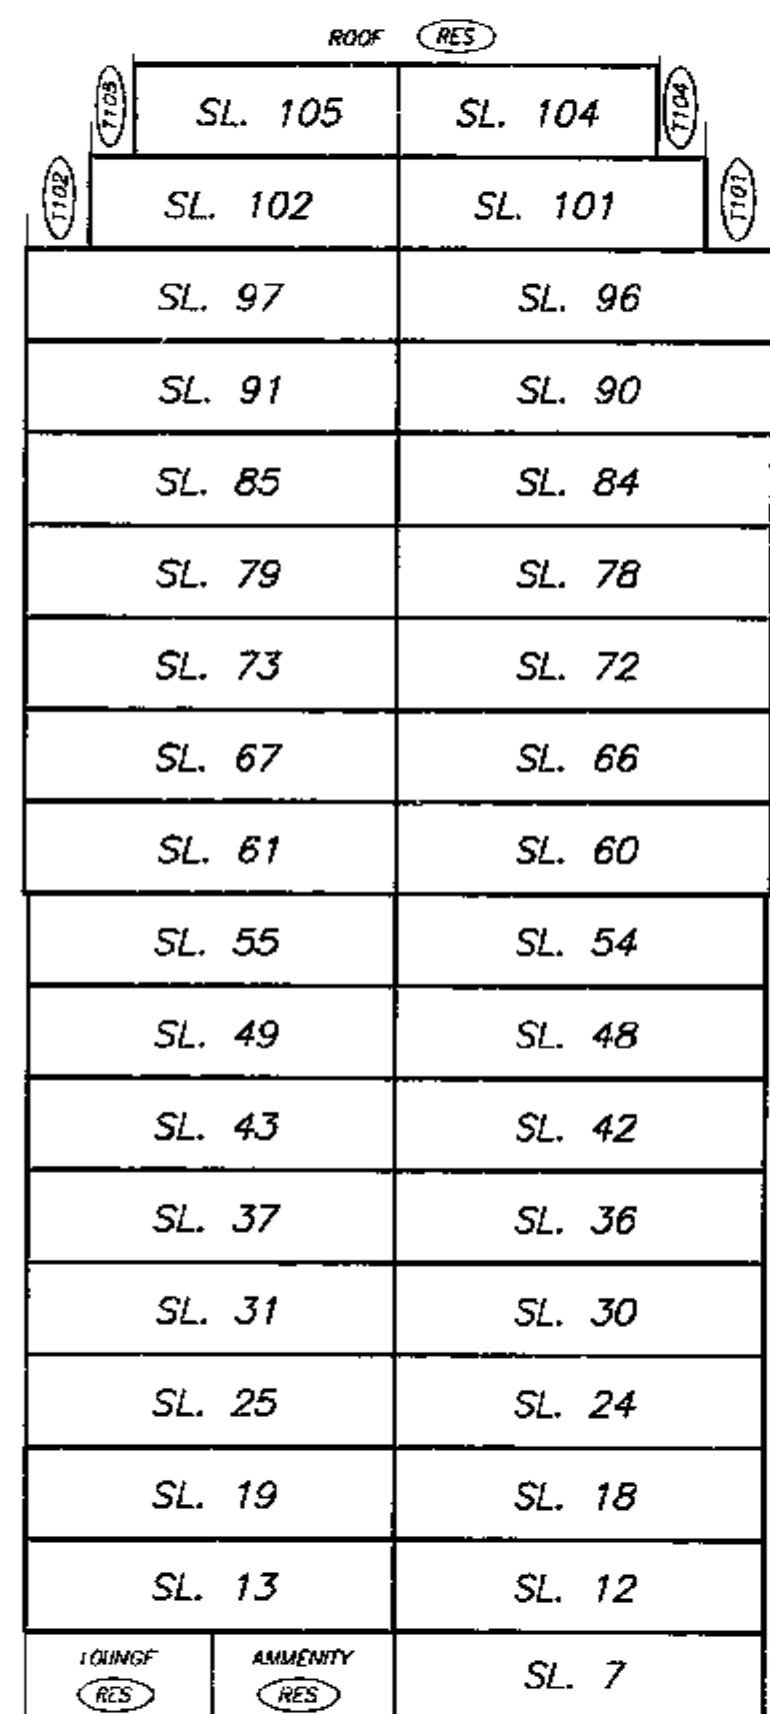 ROOF RES
T105 SL. 105 SL. 104 T104
T102 SL. 102 SL. 101 T101
SL. 97 SL. 96
SL. 91 SL. 90
SL. 85 SL. 84
SL. 79 SL. 78
SL. 73 SL. 72
SL. 67 SL. 66
SL. 61 SL. 60
SL. 55 SL. 54
SL. 49 SL. 48
SL. 43 SL. 42
SL. 37 SL. 36
SL. 31 SL. 30
SL. 25 SL. 24
SL. 19 SL. 18
SL. 13 SL. 12
LOUNGE AMMENITY SL. 7
RES RES